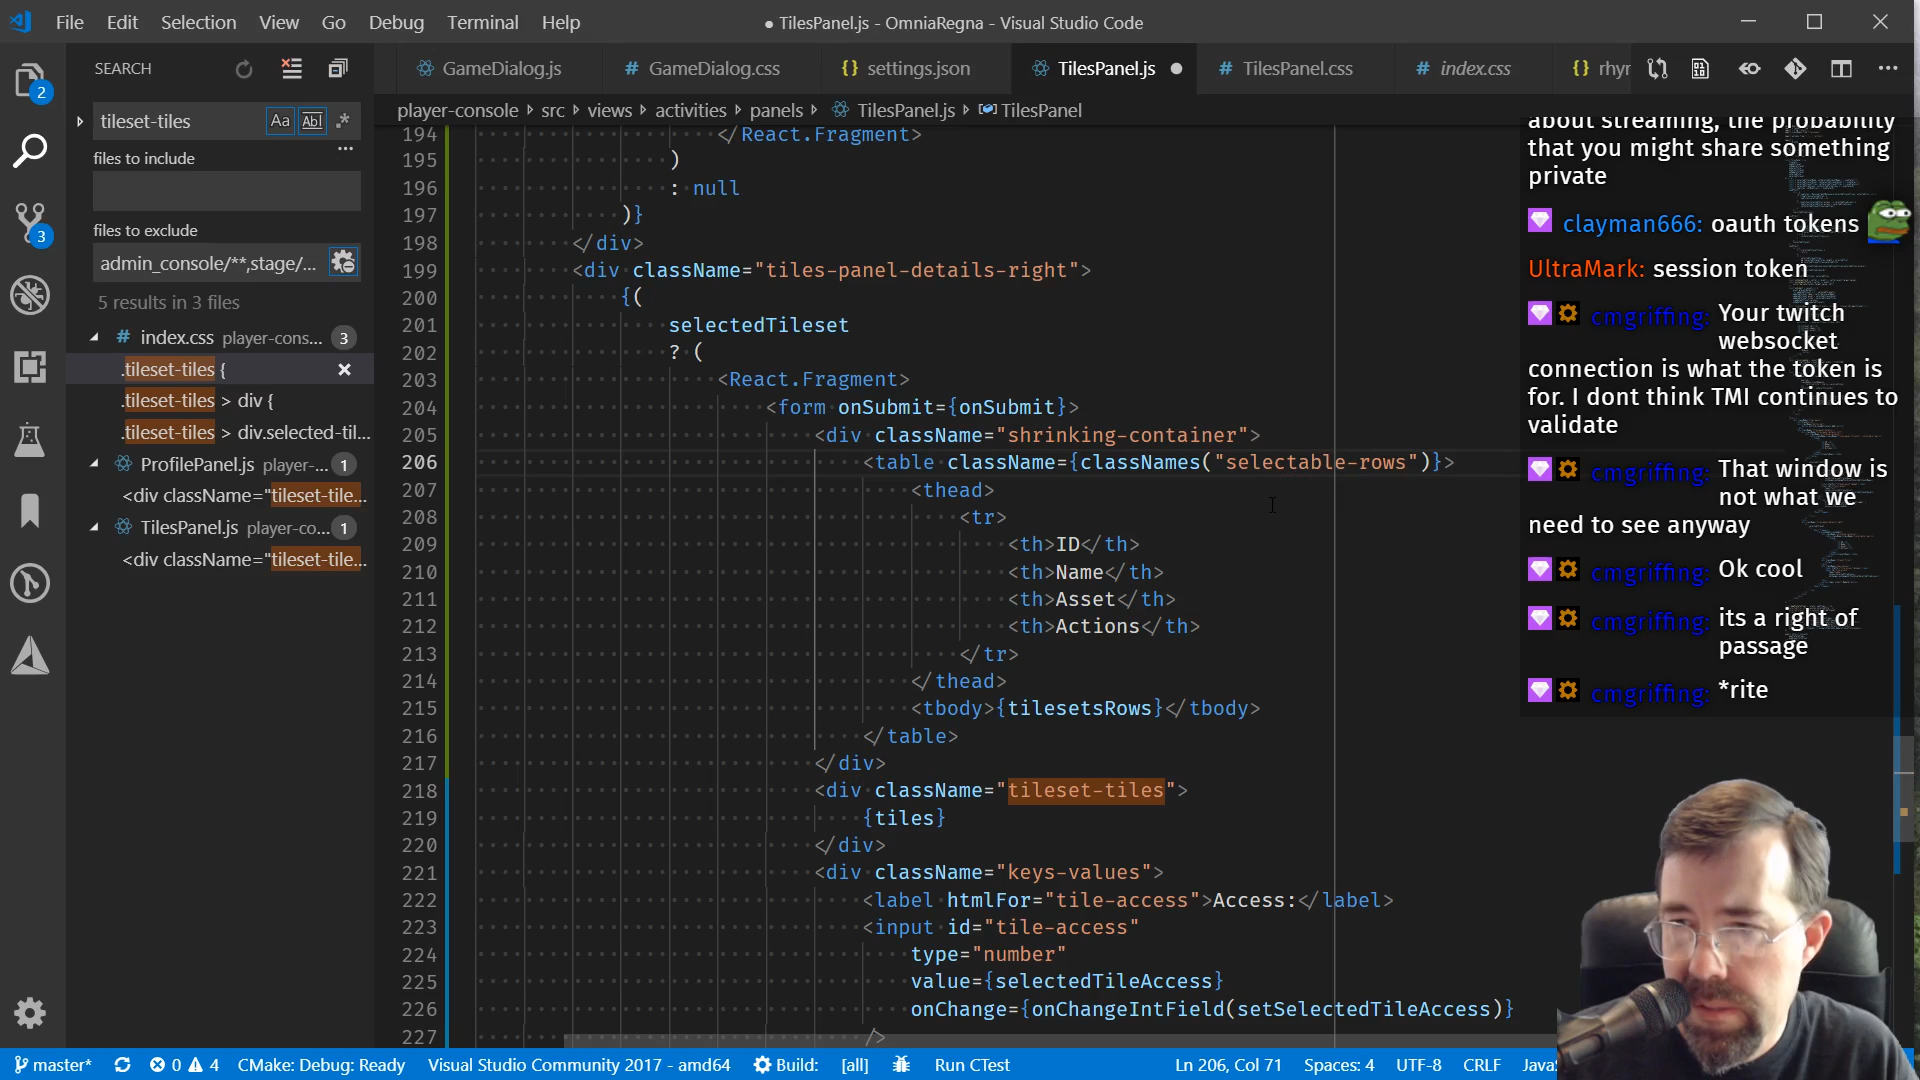 File Edit Selection View Go Debug Terminal Help
● TilesPanel.js - OmniaRegna - Visual Studio Code
SEARCH
GameDialog.js
# GameDialog.css
{} settings.json
TilesPanel.js ●
# TilesPanel.css
# index.css
{} rhyr
2
tileset-tiles
Aa Abl .*
files to include
...
files to exclude
admin_console/**,stage/...
3
5 results in 3 files
# index.css player-cons... 3
.tileset-tiles {
.tileset-tiles > div {
.tileset-tiles > div.selected-til...
ProfilePanel.js player-... 1
<div className="tileset-tile...
TilesPanel.js player-co... 1
<div className="tileset-tile...
player-console > src > views > activities > panels > TilesPanel.js > TilesPanel
194 </React.Fragment>
195 )
196 : null
197 )}
198 </div>
199 <div className="tiles-panel-details-right">
200 {(
201 selectedTileset
202 ? (
203 <React.Fragment>
204 <form onSubmit={onSubmit}>
205 <div className="shrinking-container">
206 <table className={classNames("selectable-rows")}>
207 <thead>
208 <tr>
209 <th>ID</th>
210 <th>Name</th>
211 <th>Asset</th>
212 <th>Actions</th>
213 </tr>
214 </thead>
215 <tbody>{tilesetsRows}</tbody>
216 </table>
217 </div>
218 <div className="tileset-tiles">
219 {tiles}
220 </div>
221 <div className="keys-values">
222 <label htmlFor="tile-access">Access:</label>
223 <input id="tile-access"
224 type="number"
225 value={selectedTileAccess}
226 onChange={onChangeIntField(setSelectedTileAccess)}
227 />
about streaming, the probability
that you might share something
private
clayman666: oauth tokens
UltraMark: session token
cmgriffing: Your twitch
websocket
connection is what the token is
for. I dont think TMI continues to
validate
cmgriffing: That window is
not what we
need to see anyway
cmgriffing: Ok cool
cmgriffing: its a right of
passage
cmgriffing: *rite
master* 0 4 CMake: Debug: Ready Visual Studio Community 2017 - amd64 Build: [all] Run CTest Ln 206, Col 71 Spaces: 4 UTF-8 CRLF